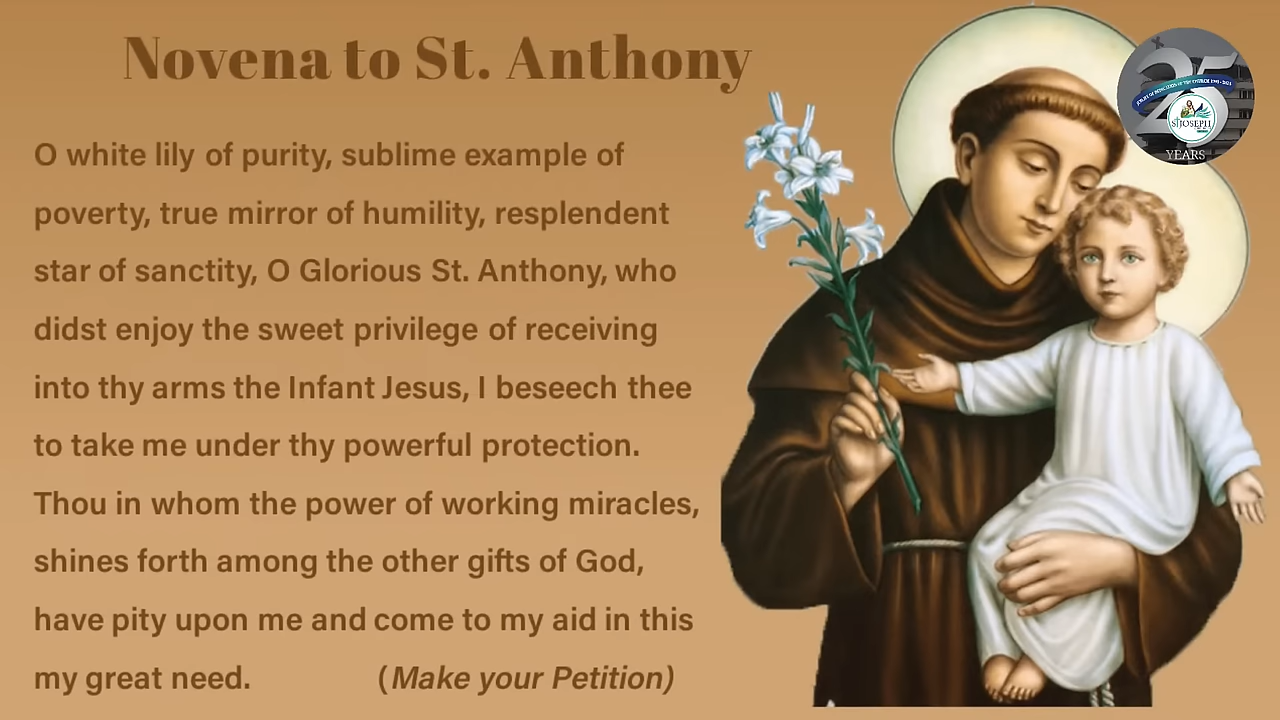 Novena to St. Anthony
O white lily of purity, sublime example of
poverty, true mirror of humility, resplendent
star of sanctity, O Glorious St. Anthony, who
didst enjoy the sweet privilege of receiving
into thy arms the Infant Jesus, I beseech thee
to take me under thy powerful protection.
Thou in whom the power of working miracles,
shines forth among the other gifts of God,
have pity upon me and come to my aid in this
my great need. (Make your Petition)
25
ST JOSEPH
YEARS